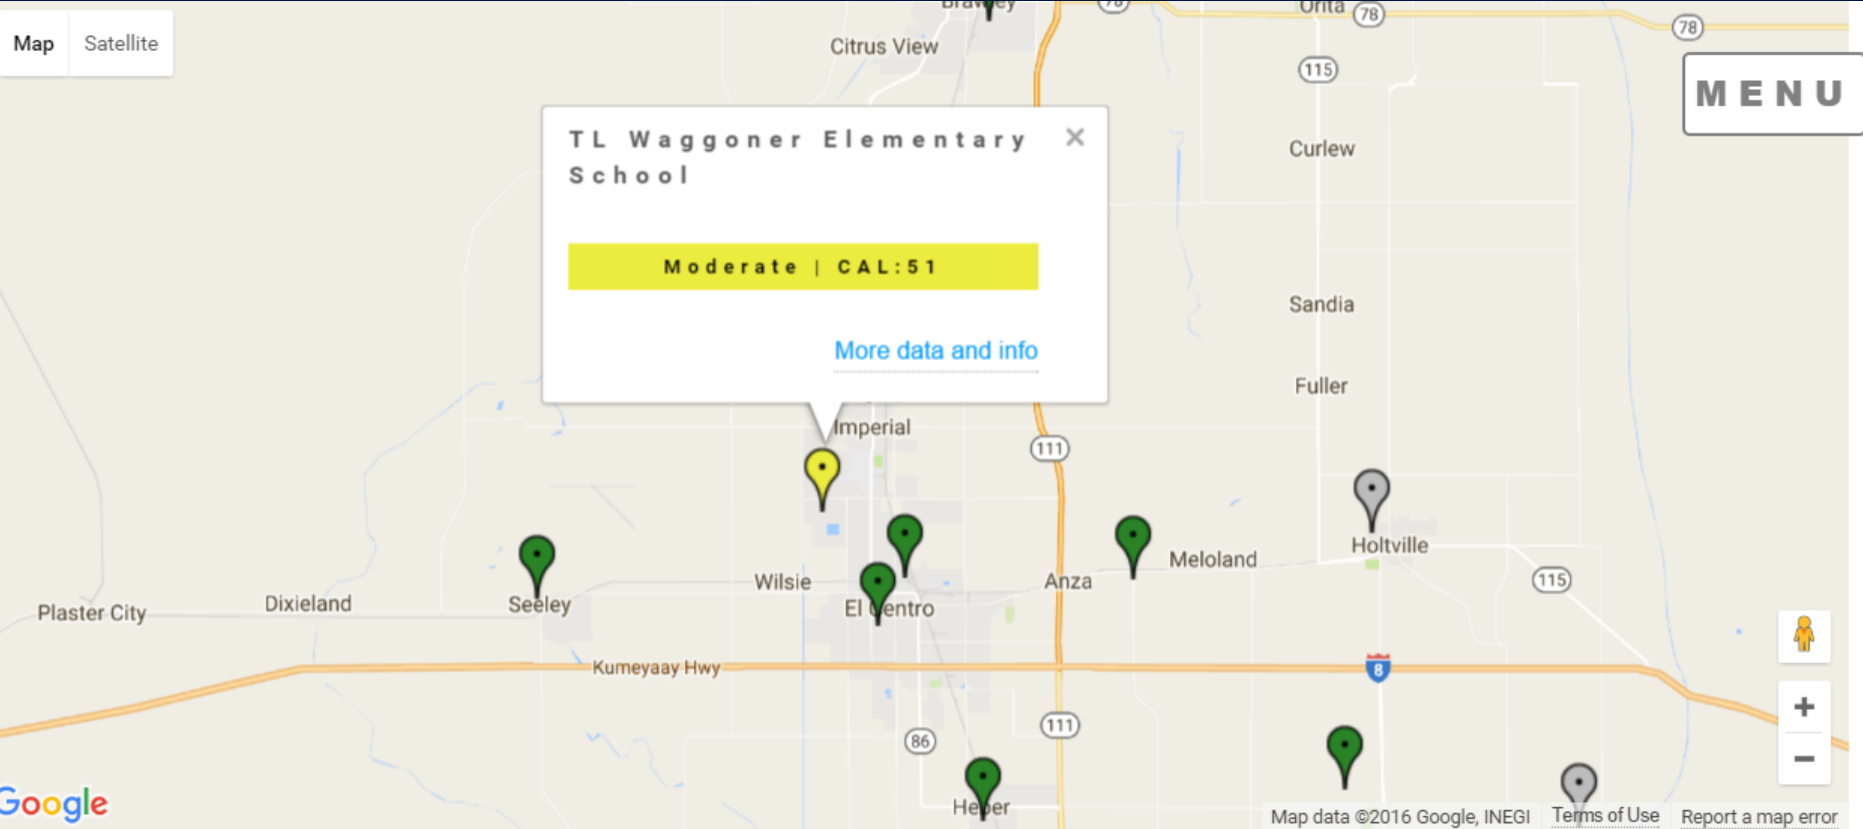 Brawley
78
Orita
78
78
Map
Satellite
Citrus View
115
MENU
TL Waggoner Elementary
School
×
Curlew
Moderate | CAL:51
Sandia
More data and info
Fuller
Imperial
111
Holtville
Meloland
Wilsie
Anza
115
Plaster City
Dixieland
Seeley
El Centro
Kumeyaay Hwy
8
111
86
+
−
Google
Heber
Map data ©2016 Google, INEGI
Terms of Use
Report a map error